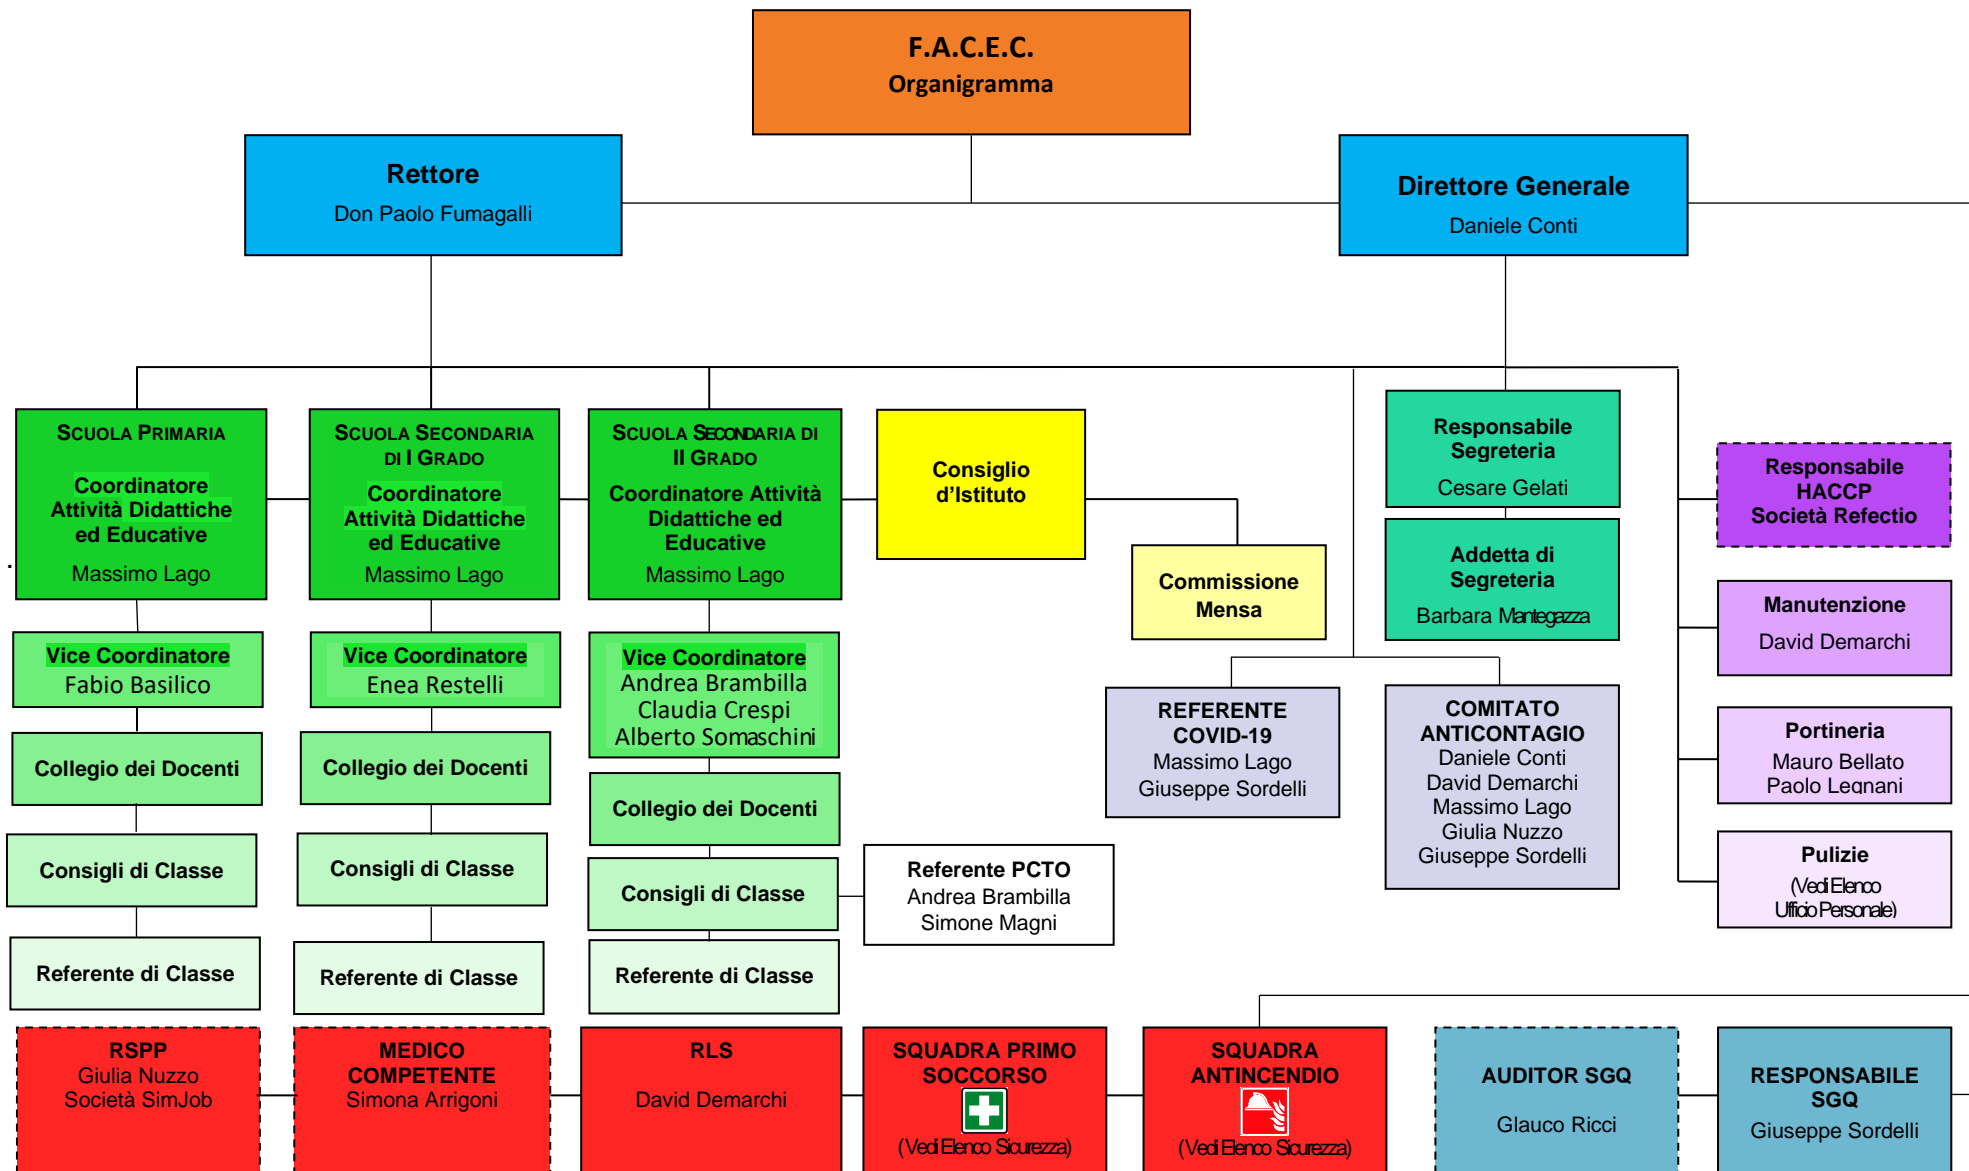 F.A.C.E.C.
Organigramma
Rettore
Don Paolo Fumagalli
Direttore Generale
Daniele Conti
SCUOLA PRIMARIA
Coordinatore
Attività Didattiche
ed Educative
Massimo Lago
SCUOLA SECONDARIA
DI I GRADO
Coordinatore
Attività Didattiche
ed Educative
Massimo Lago
SCUOLA SECONDARIA DI
II GRADO
Coordinatore Attività
Didattiche ed
Educative
Massimo Lago
Consiglio
d'Istituto
Commissione
Mensa
Responsabile
Segreteria
Cesare Gelati
Addetta di
Segreteria
Barbara Mantegazza
Responsabile
HACCP
Società Refectio
Manutenzione
David Demarchi
Portineria
Mauro Bellato
Paolo Legnani
Pulizie
(Vedi Elenco
Ufficio Personale)
Vice Coordinatore
Fabio Basilico
Vice Coordinatore
Enea Restelli
Vice Coordinatore
Andrea Brambilla
Claudia Crespi
Alberto Somaschini
REFERENTE
COVID-19
Massimo Lago
Giuseppe Sordelli
COMITATO
ANTICONTAGIO
Daniele Conti
David Demarchi
Massimo Lago
Giulia Nuzzo
Giuseppe Sordelli
Collegio dei Docenti
Collegio dei Docenti
Collegio dei Docenti
Consigli di Classe
Consigli di Classe
Consigli di Classe
Referente PCTO
Andrea Brambilla
Simone Magni
Referente di Classe
Referente di Classe
Referente di Classe
RSPP
Giulia Nuzzo
Società SimJob
MEDICO
COMPETENTE
Simona Arrigoni
RLS
David Demarchi
SQUADRA PRIMO
SOCCORSO
(Vedi Elenco Sicurezza)
SQUADRA
ANTINCENDIO
(Vedi Elenco Sicurezza)
AUDITOR SGQ
Glauco Ricci
RESPONSABILE
SGQ
Giuseppe Sordelli